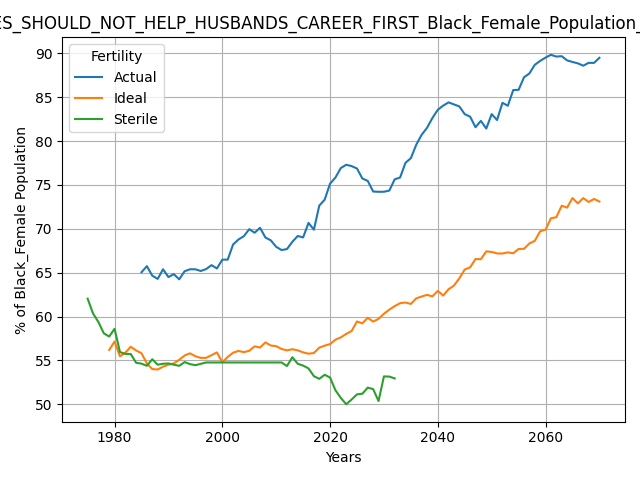 ES_SHOULD_NOT_HELP_HUSBANDS_CAREER_FIRST_Black_Female_Population_
Fertility
Actual
Ideal
Sterile
% of Black_Female Population
90
85
80
75
70
65
60
55
50
1980 2000 2020 2040 2060
Years